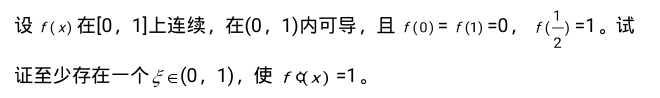 设 f(x) 在[0，1]上连续，在(0，1)内可导，且 f(0) = f(1) =0， f(\frac{1}{2}) =1 。试
证至少存在一个 ξ∈(0，1)，使 f ¢(x) =1 。